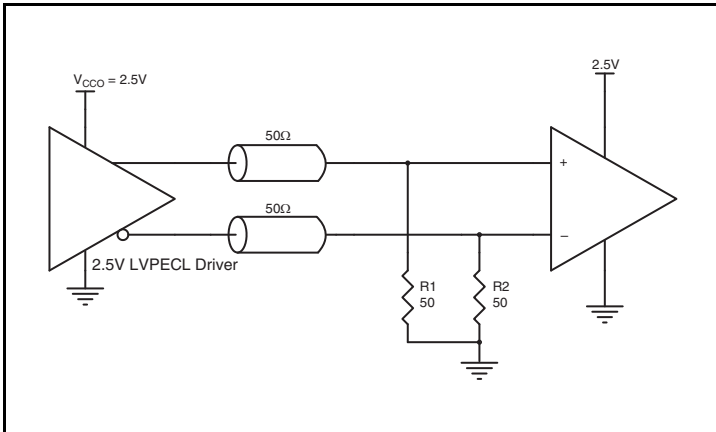 V_CCO = 2.5V
2.5V
50Ω
+
50Ω
–
2.5V LVPECL Driver
R1
50
R2
50